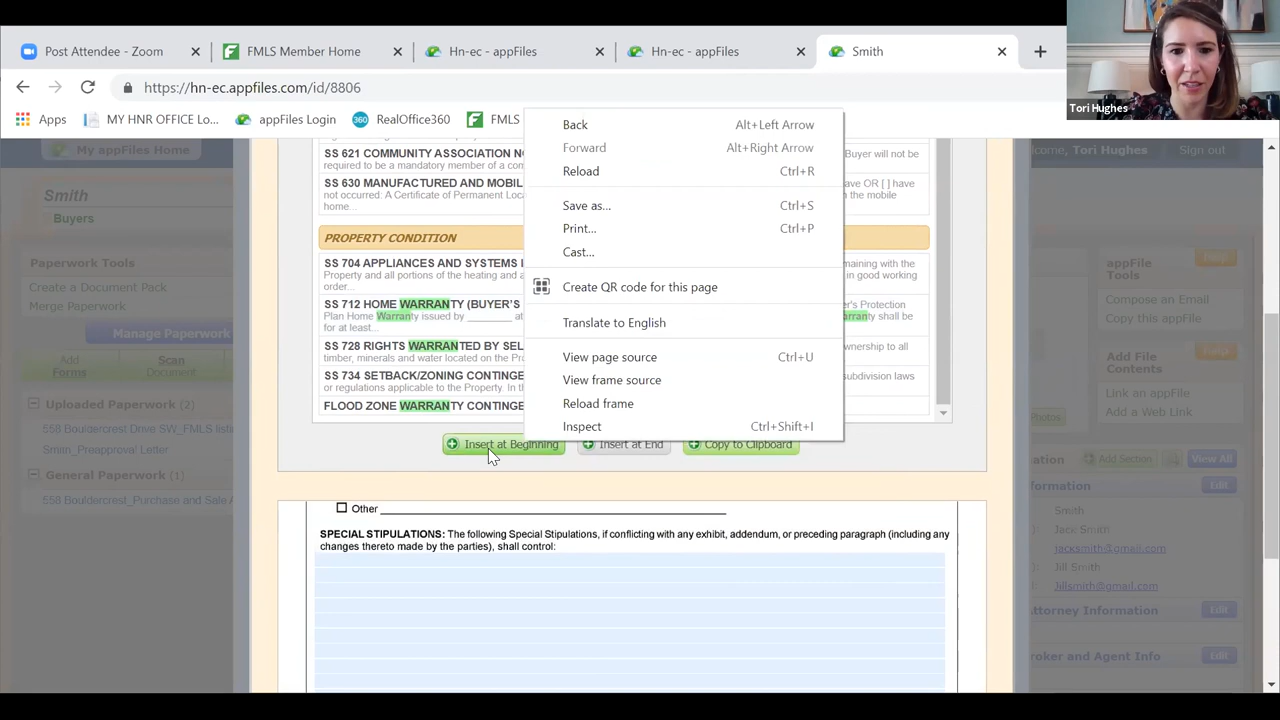 Post Attendee - Zoom
FMLS Member Home
Hn-ec - appFiles
Hn-ec - appFiles
Smith
https://hn-ec.appfiles.com/id/8806
Tori Hughes
Apps
MY HNR OFFICE Lo...
appFiles Login
RealOffice360
FMLS
My appFiles Home
Tori Hughes
Sign out
Smith
Buyers
Paperwork Tools
Create a Document Pack
Merge Paperwork
Manage Paperwork
Add Forms
Scan Document
Uploaded Paperwork (2)
558 Bouldercrest Drive SW_FMLS listi
Smith_Preapproval Letter
General Paperwork (1)
558 Bouldercrest_Purchase and Sale A
SS 621 COMMUNITY ASSOCIATION NO
Buyer will not be
required to be a mandatory member of a com
SS 630 MANUFACTURED AND MOBIL
ave OR [ ] have
not occurred: A Certificate of Permanent Loca
the mobile
home...
PROPERTY CONDITION
SS 704 APPLIANCES AND SYSTEMS I
maining with the
Property and all portions of the heating and a
in good working
order...
SS 712 HOME WARRANTY (BUYER'S
er's Protection
Plan Home Warranty issued by ________ at
arranty shall be
for at least...
SS 728 RIGHTS WARRANTED BY SEL
ownership to all
timber, minerals and water located on the Pro
SS 734 SETBACK/ZONING CONTINGE
subdivision laws
or regulations applicable to the Property. In th
FLOOD ZONE WARRANTY CONTINGE
Back Alt+Left Arrow
Forward Alt+Right Arrow
Reload Ctrl+R
Save as... Ctrl+S
Print... Ctrl+P
Cast...
Create QR code for this page
Translate to English
View page source Ctrl+U
View frame source
Reload frame
Inspect Ctrl+Shift+I
Insert at Beginning
Insert at End
Copy to Clipboard
Other
SPECIAL STIPULATIONS: The following Special Stipulations, if conflicting with any exhibit, addendum, or preceding paragraph (including any
changes thereto made by the parties), shall control:
appFile Tools
Help
Compose an Email
Copy this appFile
Add File Contents
Help
Link an appFile
Add a Web Link
Photos
Add Section
View All
Edit
Smith
Jack Smith
jacksmith@gmail.com
Jill Smith
Jillsmith@gmail.com
Attorney Information
Edit
roker and Agent Info
Edit